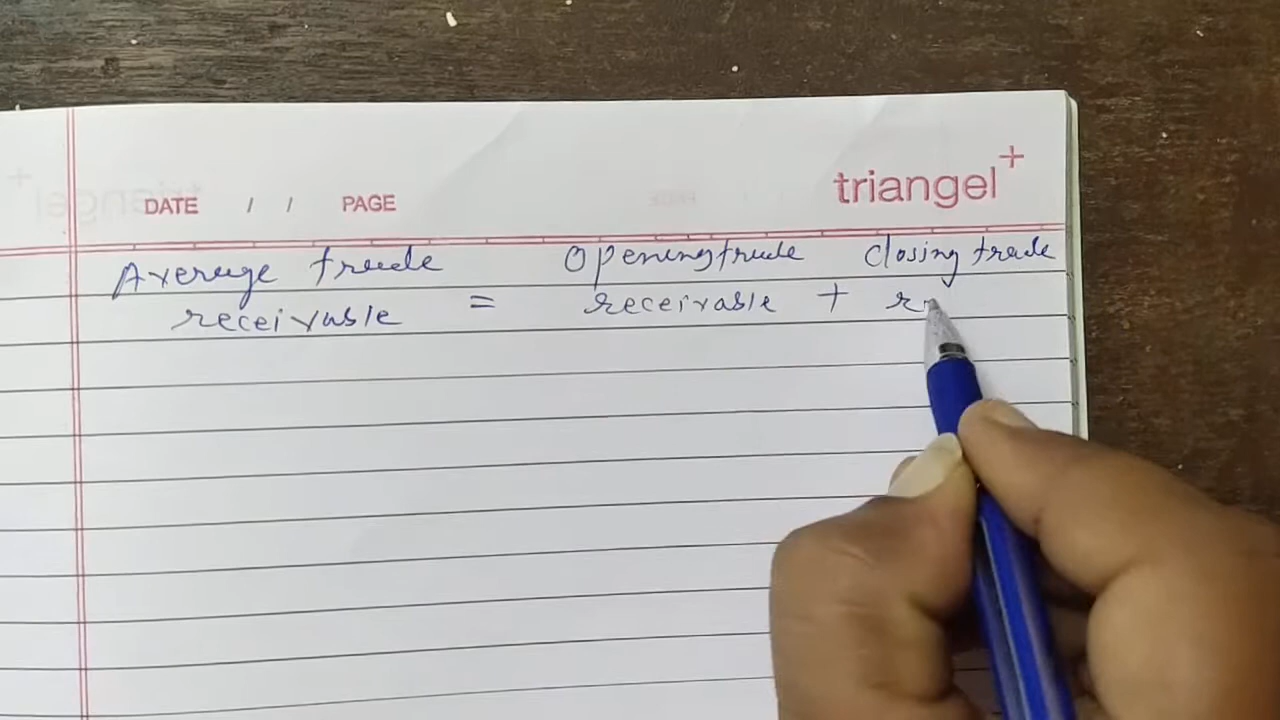 triangel+
DATE / / PAGE
Average trade Opening trade closing trade
receivable = receivable + r